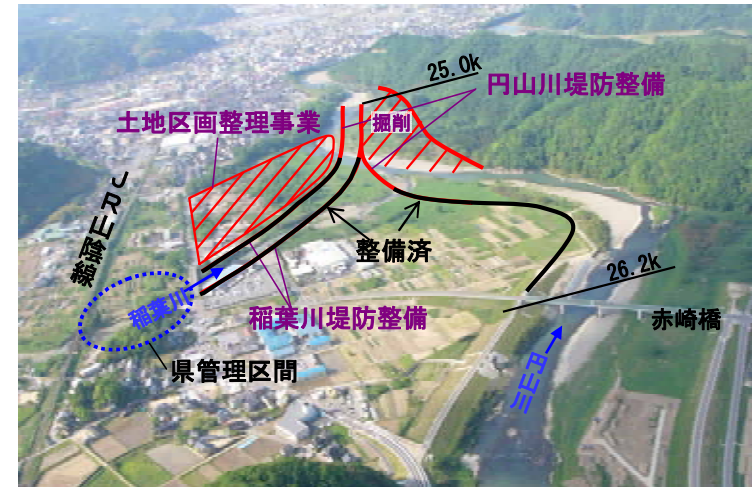 25.0k
円山川堤防整備
土地区画整理事業
掘削
JR山陰線
整備済
26.2k
稲葉川
稲葉川堤防整備
赤崎橋
県管理区間
円山川